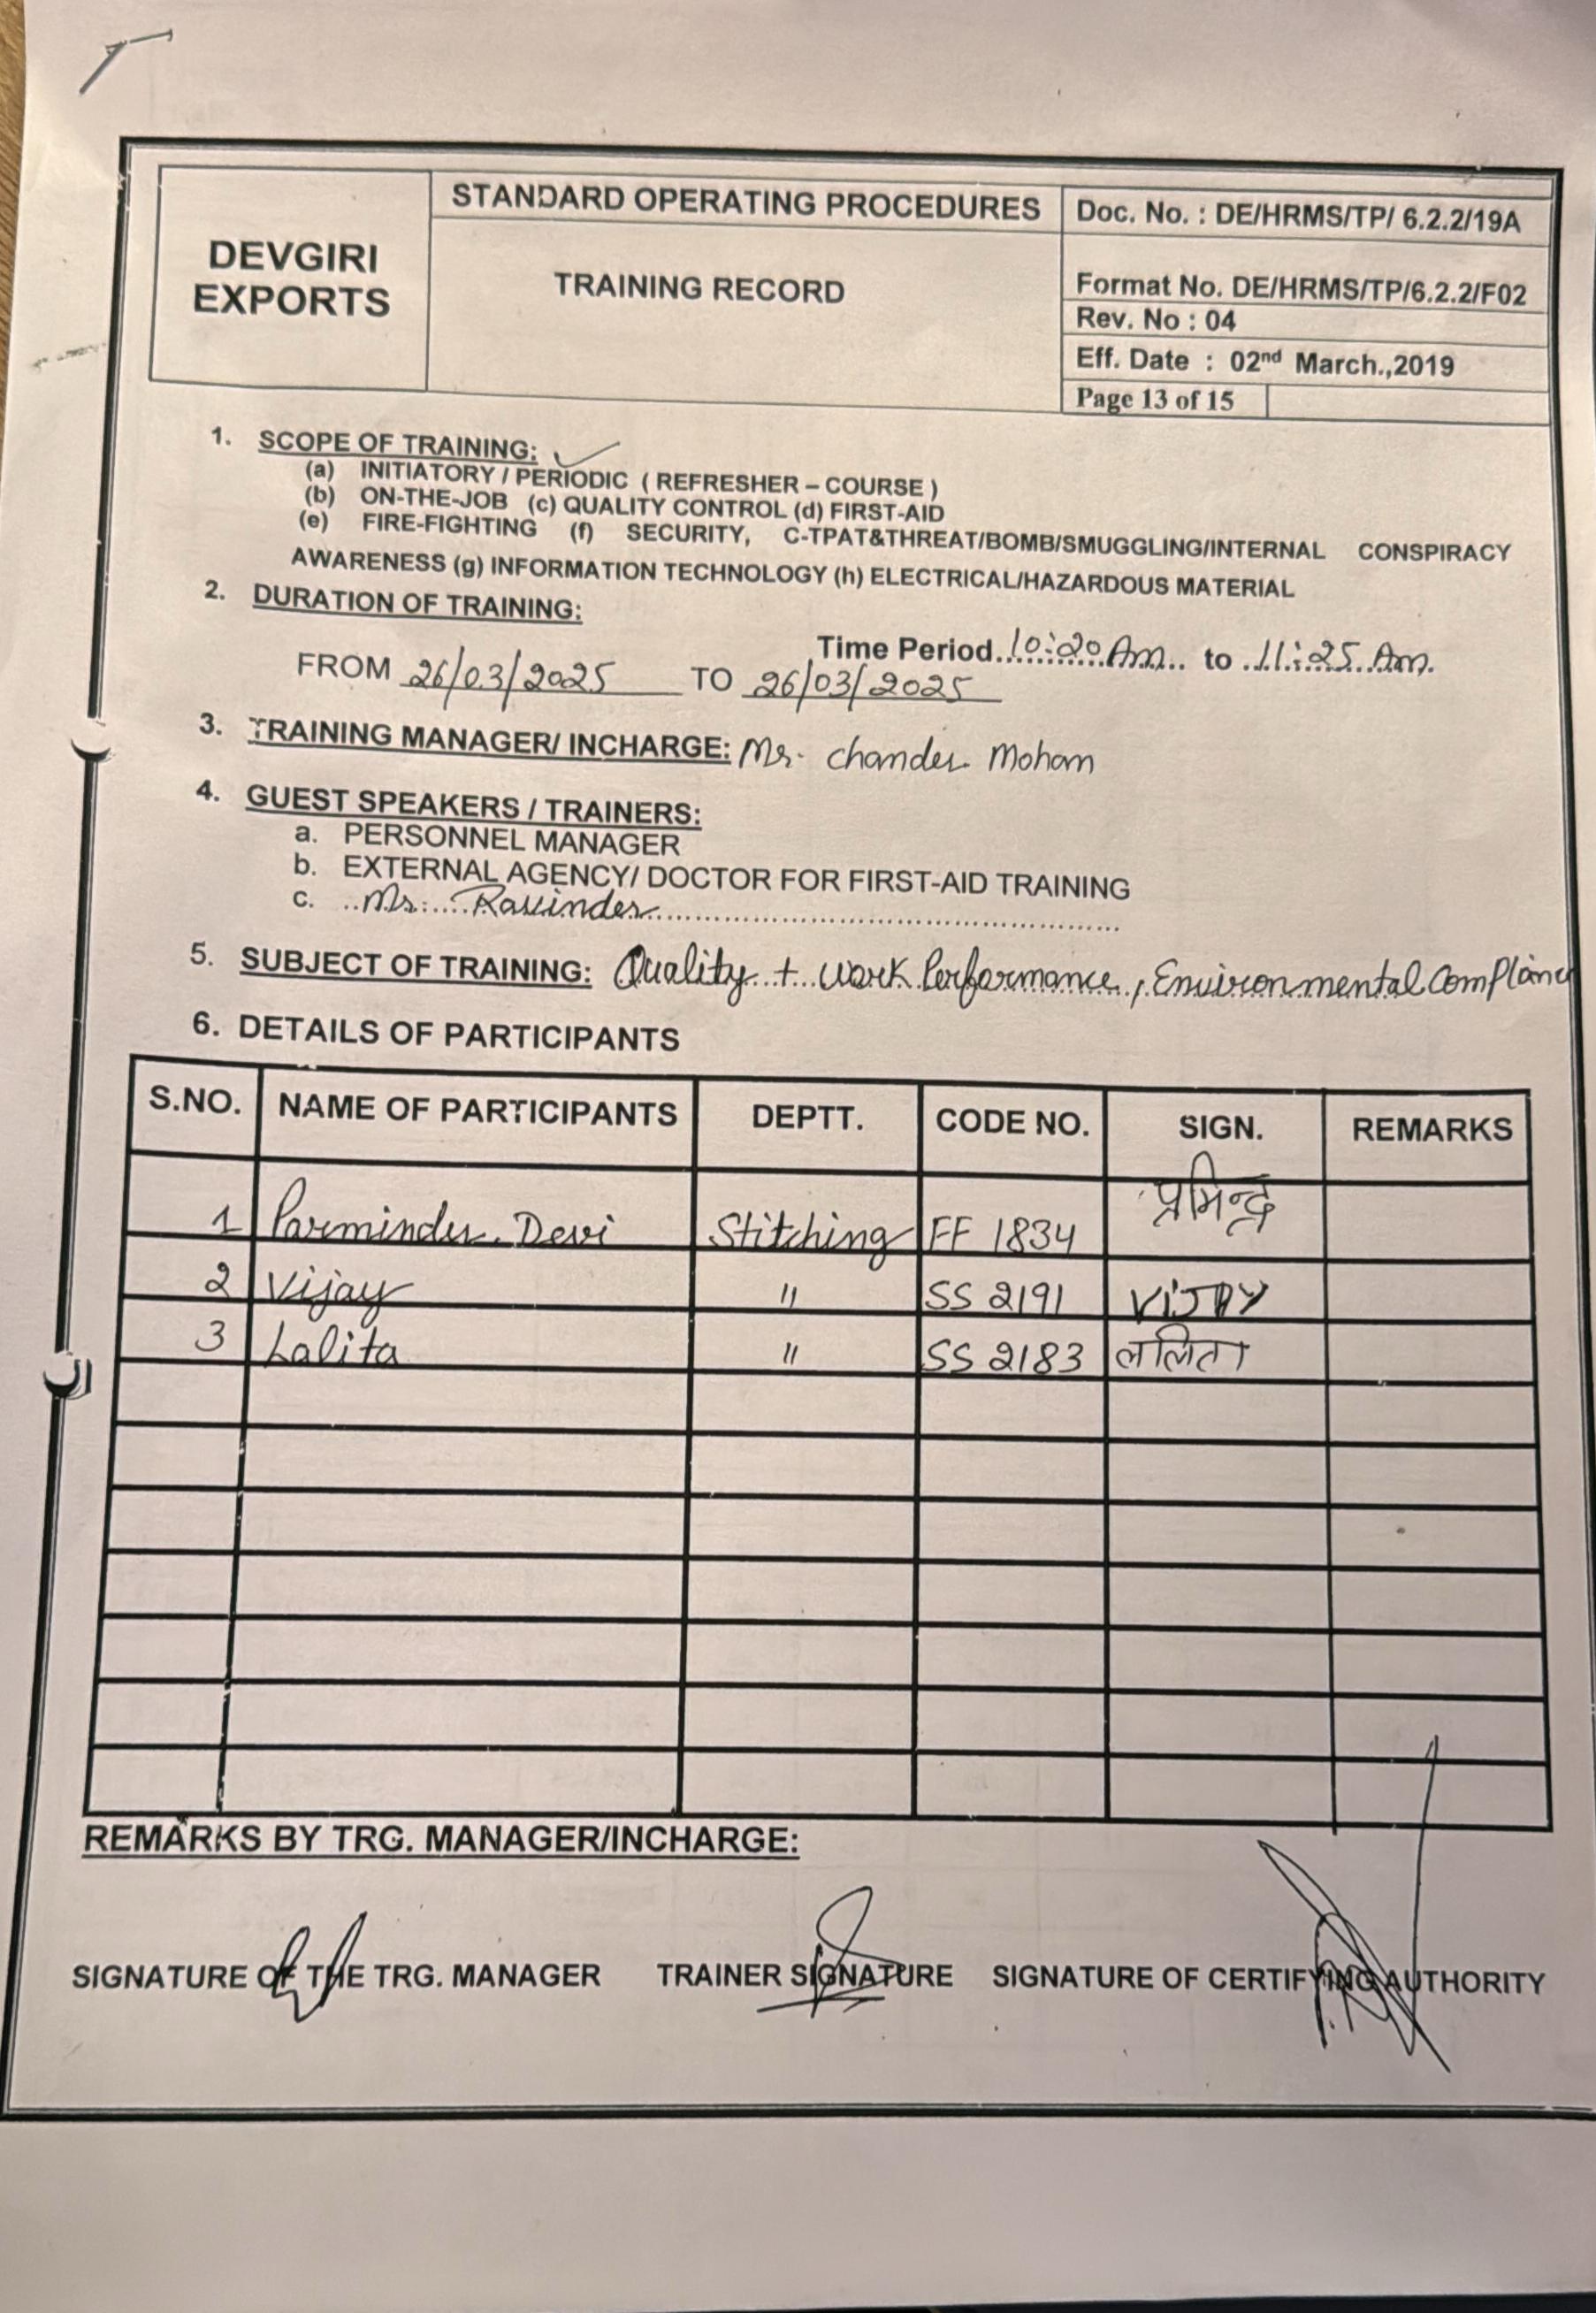 DEVGIRI EXPORTS
STANDARD OPERATING PROCEDURES
TRAINING RECORD
Doc. No. : DE/HRMS/TP/ 6.2.2/19A
Format No. DE/HRMS/TP/6.2.2/F02
Rev. No : 04
Eff. Date : 02nd March.,2019
Page 13 of 15
1. SCOPE OF TRAINING:
(a) INITIATORY / PERIODIC ( REFRESHER – COURSE )
(b) ON-THE-JOB (c) QUALITY CONTROL (d) FIRST-AID
(e) FIRE-FIGHTING (f) SECURITY, C-TPAT&THREAT/BOMB/SMUGGLING/INTERNAL CONSPIRACY
AWARENESS (g) INFORMATION TECHNOLOGY (h) ELECTRICAL/HAZARDOUS MATERIAL
2. DURATION OF TRAINING:
Time Period 10:20 Am to 11:25 Am.
FROM 26/03/2025 TO 26/03/2025
3. TRAINING MANAGER/ INCHARGE: Mr. Chander Mohan
4. GUEST SPEAKERS / TRAINERS:
a. PERSONNEL MANAGER
b. EXTERNAL AGENCY/ DOCTOR FOR FIRST-AID TRAINING
c. Mr. Ravinder
5. SUBJECT OF TRAINING: Quality + Work Performance, Environmental Complianc
6. DETAILS OF PARTICIPANTS
S.NO. NAME OF PARTICIPANTS DEPTT. CODE NO. SIGN. REMARKS
1 Parminder Devi Stitching FF 1834 प्रमिन्द्र
2 Vijay " SS 2191 ViJAY
3 Lalita " SS 2183 ललिता
REMARKS BY TRG. MANAGER/INCHARGE:
SIGNATURE OF THE TRG. MANAGER TRAINER SIGNATURE SIGNATURE OF CERTIFYING AUTHORITY